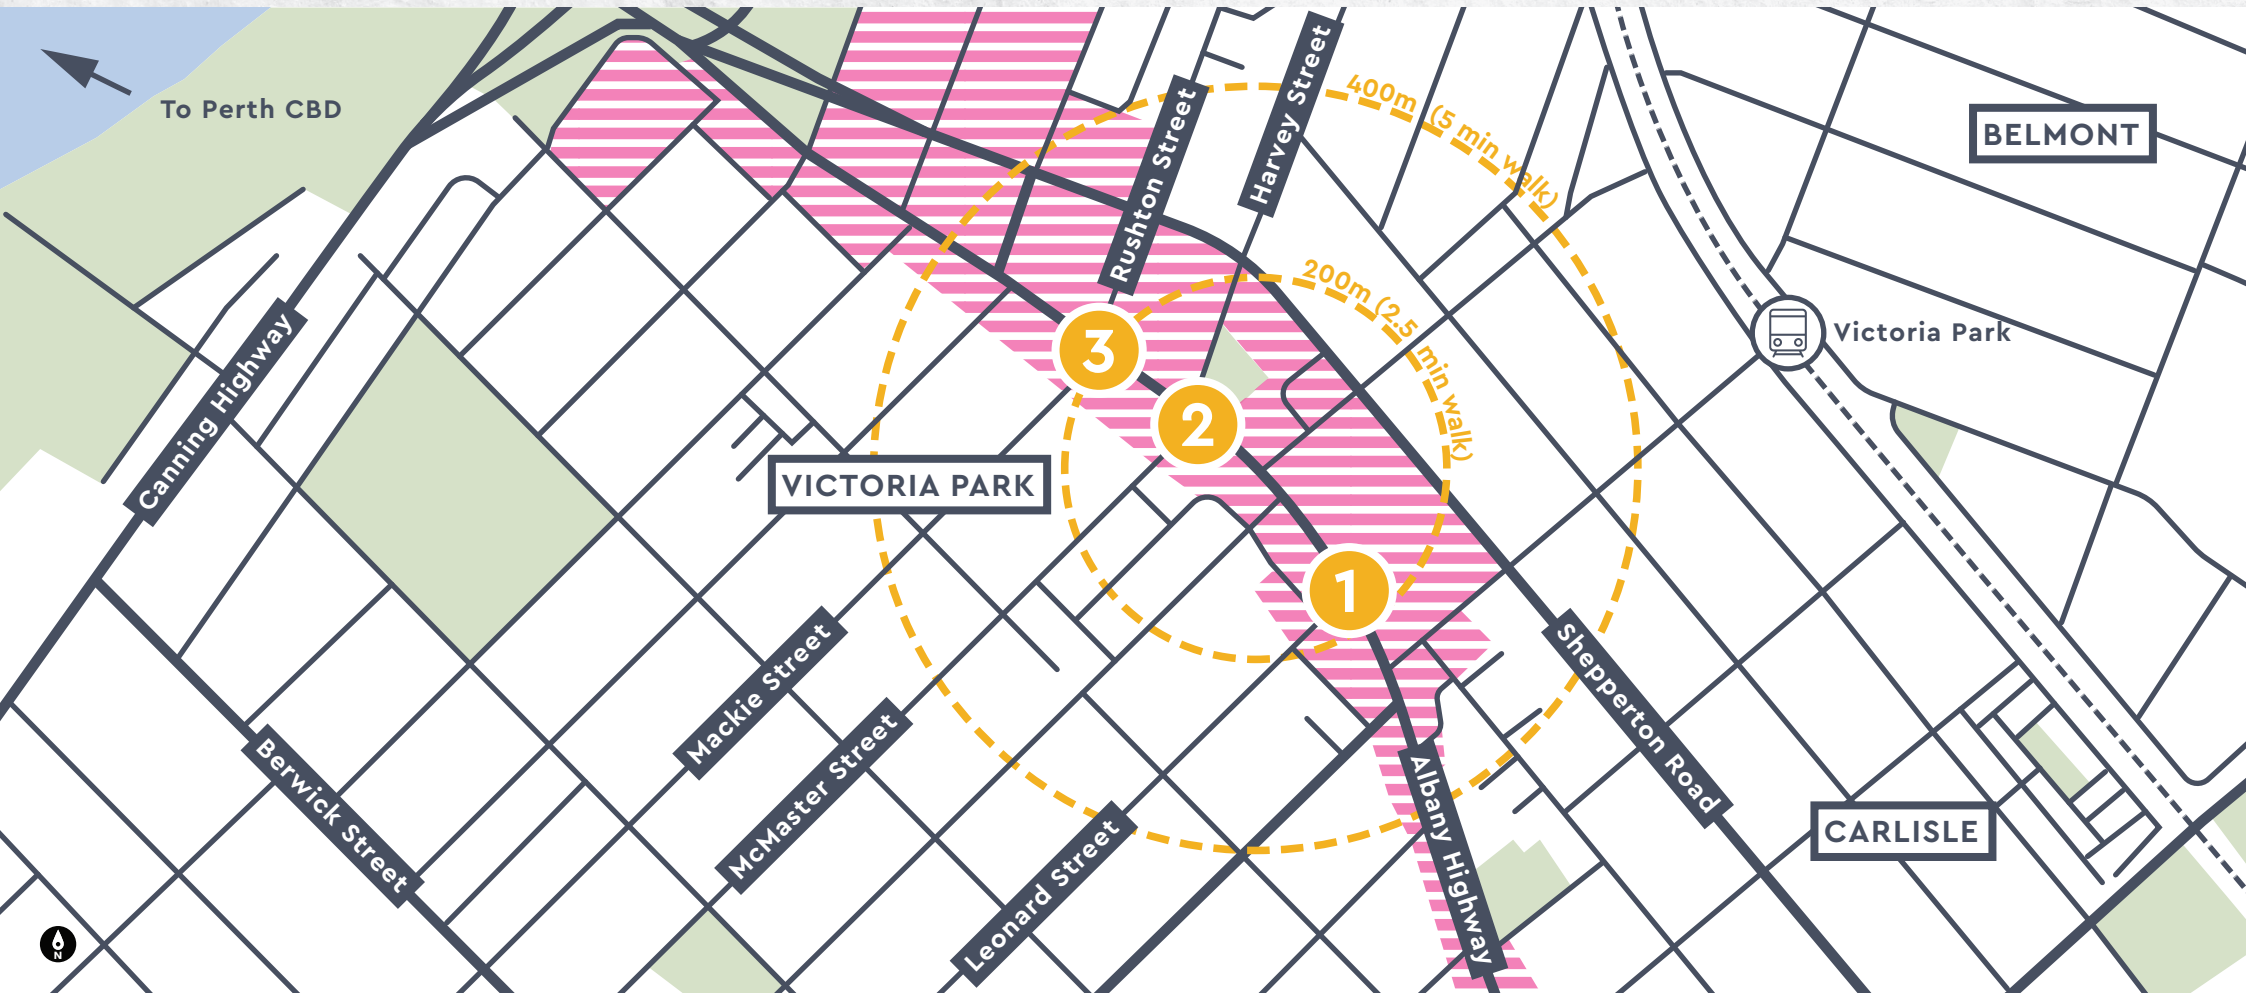 To Perth CBD
Rushton Street
Harvey Street
400m (5 min walk)
BELMONT
200m (2.5 min walk)
Canning Highway
3
Victoria Park
2
VICTORIA PARK
1
Mackie Street
McMaster Street
Shepperton Road
Berwick Street
Leonard Street
Albany Highway
CARLISLE
N